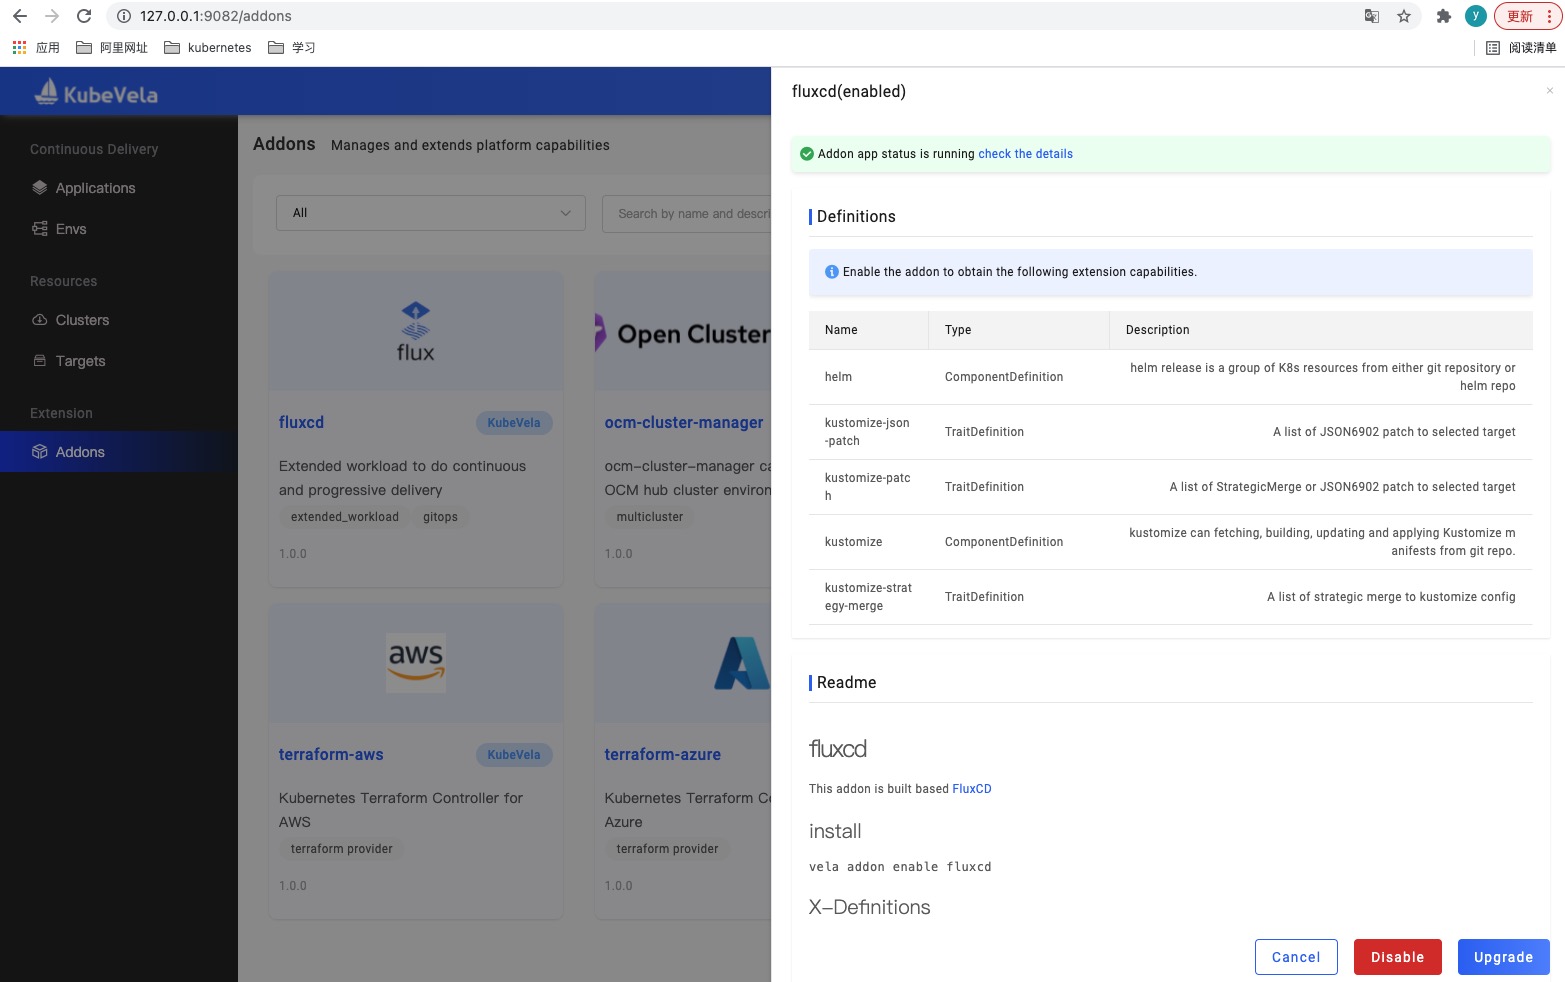 127.0.0.1:9082/addons
y
更新
应用
阿里网址
kubernetes
学习
阅读清单
KubeVela
Continuous Delivery
Applications
Envs
Resources
Clusters
Targets
Extension
Addons
Addons Manages and extends platform capabilities
All
Search by name and descri
flux
fluxcd
KubeVela
Extended workload to do continuous
and progressive delivery
extended_workload gitops
1.0.0
Open Cluster
ocm-cluster-manager
ocm-cluster-manager ca
OCM hub cluster environ
multicluster
1.0.0
aws
terraform-aws
KubeVela
Kubernetes Terraform Controller for
AWS
terraform provider
1.0.0
terraform-azure
Kubernetes Terraform Co
Azure
terraform provider
1.0.0
fluxcd(enabled)
Addon app status is running check the details
Definitions
Enable the addon to obtain the following extension capabilities.
Name Type Description
helm ComponentDefinition helm release is a group of K8s resources from either git repository or
helm repo
kustomize-json
-patch
TraitDefinition A list of JSON6902 patch to selected target
kustomize-patc
h
TraitDefinition A list of StrategicMerge or JSON6902 patch to selected target
kustomize ComponentDefinition kustomize can fetching, building, updating and applying Kustomize m
anifests from git repo.
kustomize-strat
egy-merge
TraitDefinition A list of strategic merge to kustomize config
Readme
fluxcd
This addon is built based FluxCD
install
vela addon enable fluxcd
X-Definitions
Cancel Disable Upgrade